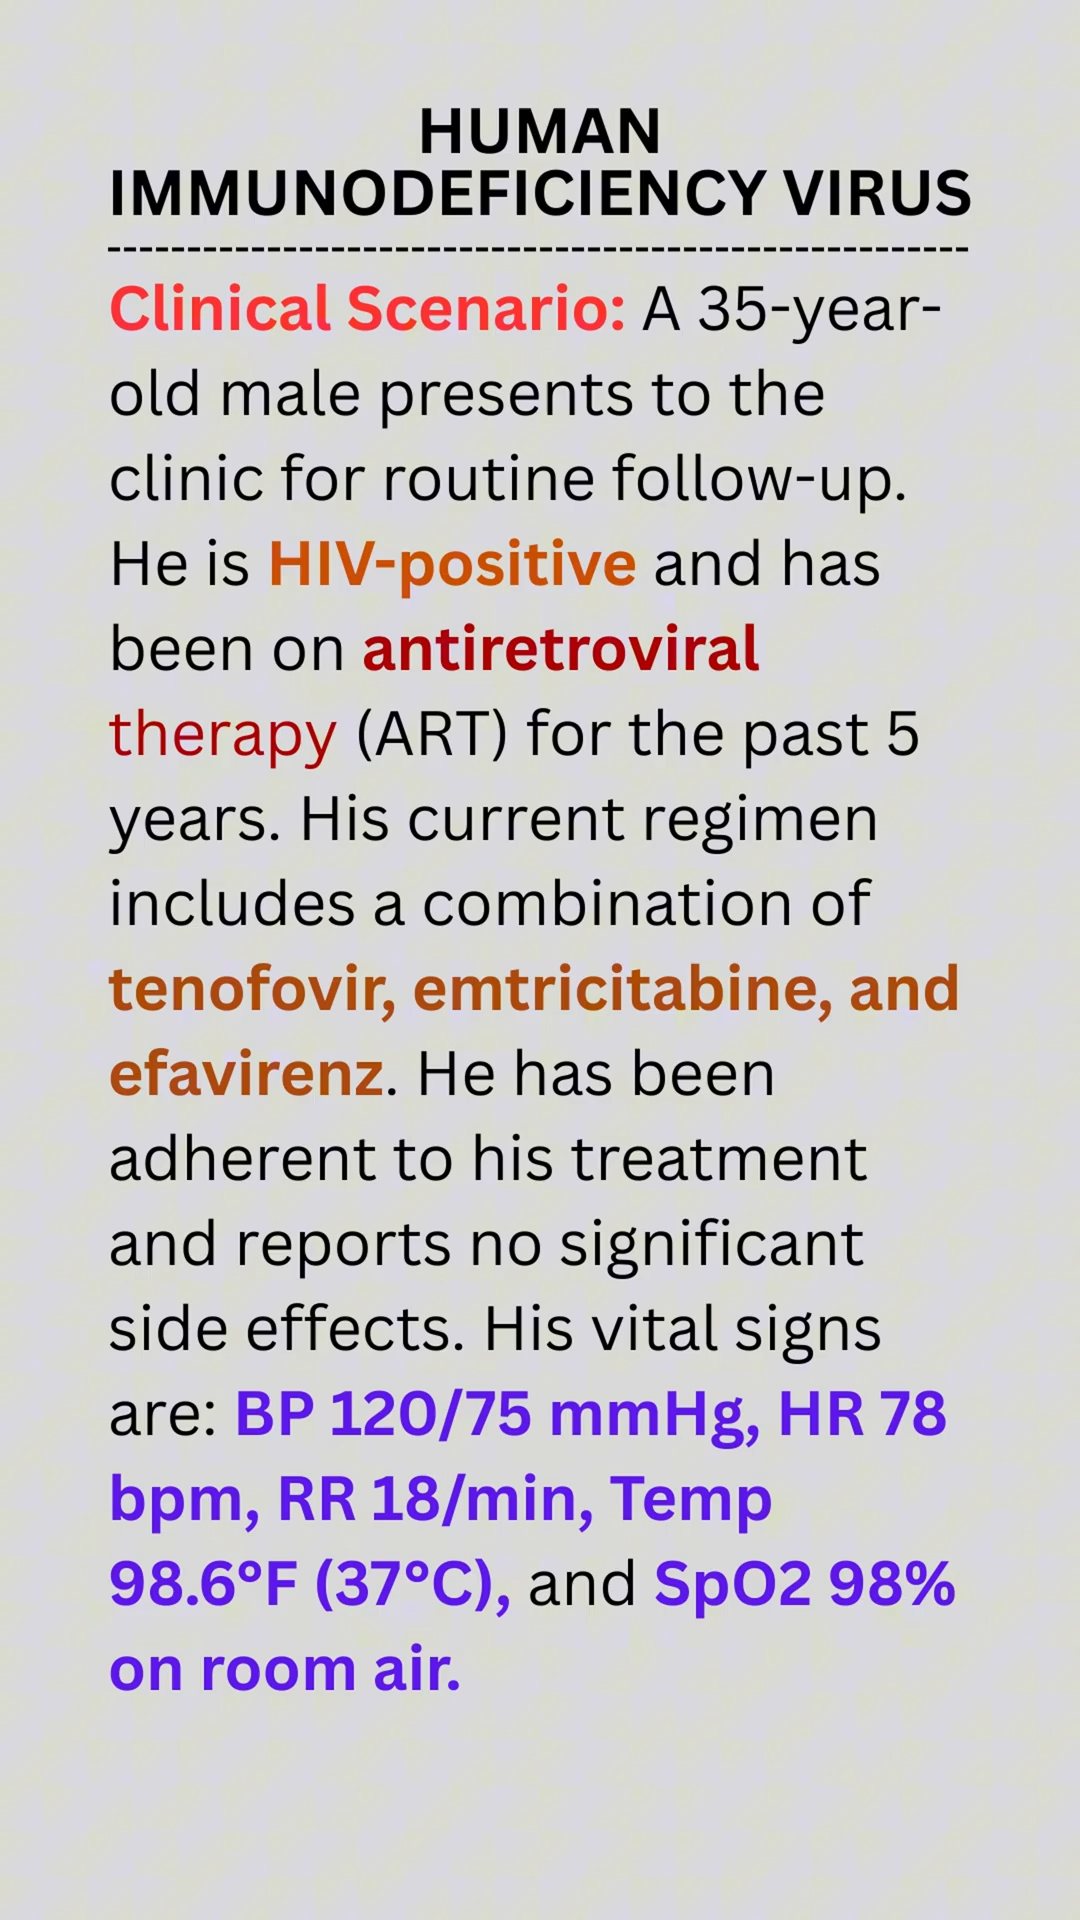 HUMAN
IMMUNODEFICIENCY VIRUS
------------------------------------------------------
Clinical Scenario: A 35-year-
old male presents to the
clinic for routine follow-up.
He is HIV-positive and has
been on antiretroviral
therapy (ART) for the past 5
years. His current regimen
includes a combination of
tenofovir, emtricitabine, and
efavirenz. He has been
adherent to his treatment
and reports no significant
side effects. His vital signs
are: BP 120/75 mmHg, HR 78
bpm, RR 18/min, Temp
98.6°F (37°C), and SpO2 98%
on room air.